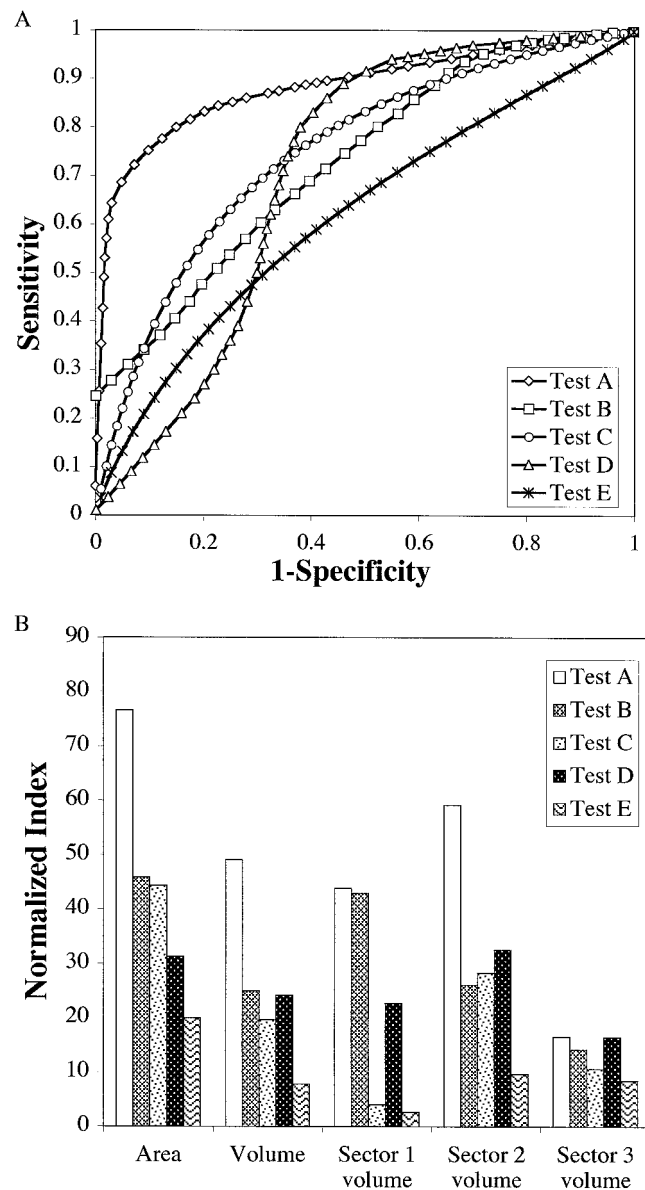 A
1
0.9
0.8
0.7
0.6
0.5
0.4
0.3
0.2
0.1
0
Sensitivity
0 0.2 0.4 0.6 0.8 1
1-Specificity
Test A
Test B
Test C
Test D
Test E
B
90
80
70
60
50
40
30
20
10
0
Normalized Index
Test A
Test B
Test C
Test D
Test E
Area Volume Sector 1 Sector 2 Sector 3
volume volume volume